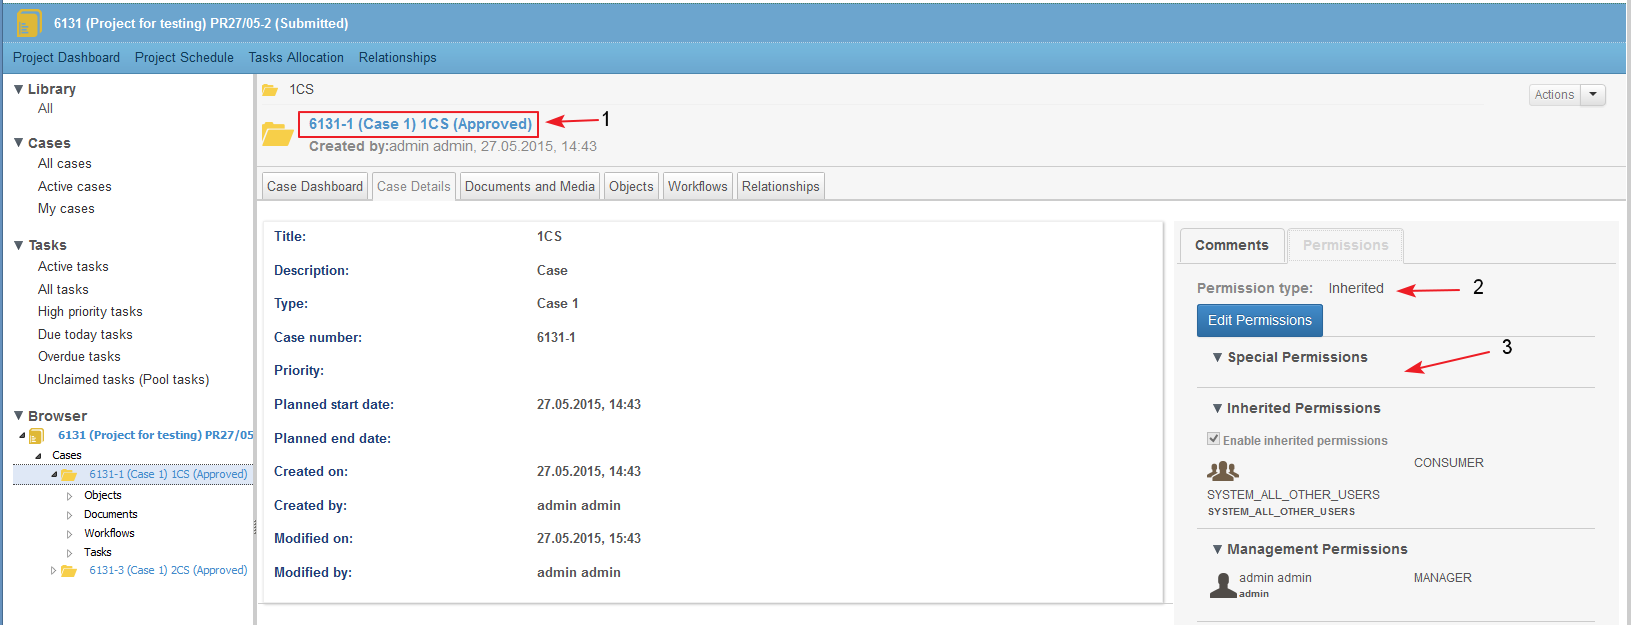 6131 (Project for testing) PR27/05-2 (Submitted)
Project Dashboard Project Schedule Tasks Allocation Relationships
Library
All
Cases
All cases
Active cases
My cases
Tasks
Active tasks
All tasks
High priority tasks
Due today tasks
Overdue tasks
Unclaimed tasks (Pool tasks)
Browser
6131 (Project for testing) PR27/05
Cases
6131-1 (Case 1) 1CS (Approved)
Objects
Documents
Workflows
Tasks
6131-3 (Case 1) 2CS (Approved)
1CS
Actions
6131-1 (Case 1) 1CS (Approved) 1
Created by:admin admin, 27.05.2015, 14:43
Case Dashboard Case Details Documents and Media Objects Workflows Relationships
Title: 1CS
Description: Case
Type: Case 1
Case number: 6131-1
Priority:
Planned start date: 27.05.2015, 14:43
Planned end date:
Created on: 27.05.2015, 14:43
Created by: admin admin
Modified on: 27.05.2015, 15:43
Modified by: admin admin
Comments Permissions
Permission type: Inherited 2
Edit Permissions
Special Permissions 3
Inherited Permissions
Enable inherited permissions
CONSUMER
SYSTEM_ALL_OTHER_USERS
SYSTEM_ALL_OTHER_USERS
Management Permissions
admin admin MANAGER
admin